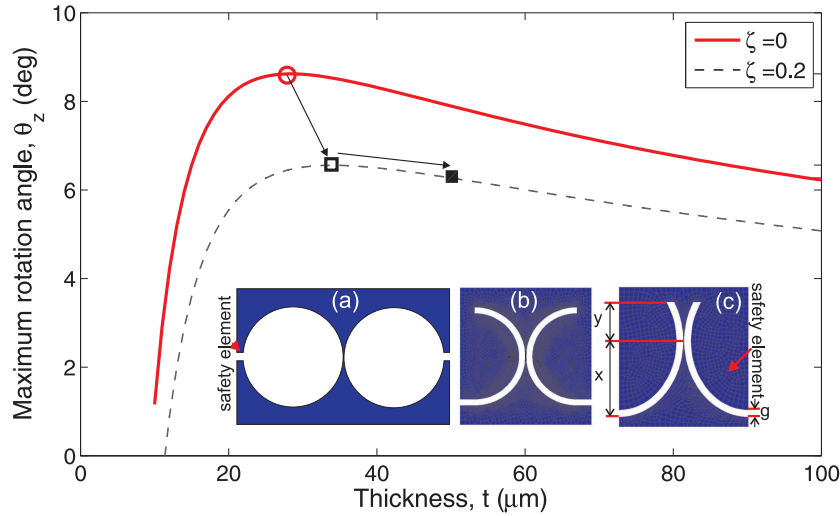 Maximum rotation angle, θz (deg)
10
8
6
4
2
0
ζ =0
ζ =0.2
safety element
(a)
(b)
(c)
y
x
safety element
g
0
20
40
60
80
100
Thickness, t (μm)